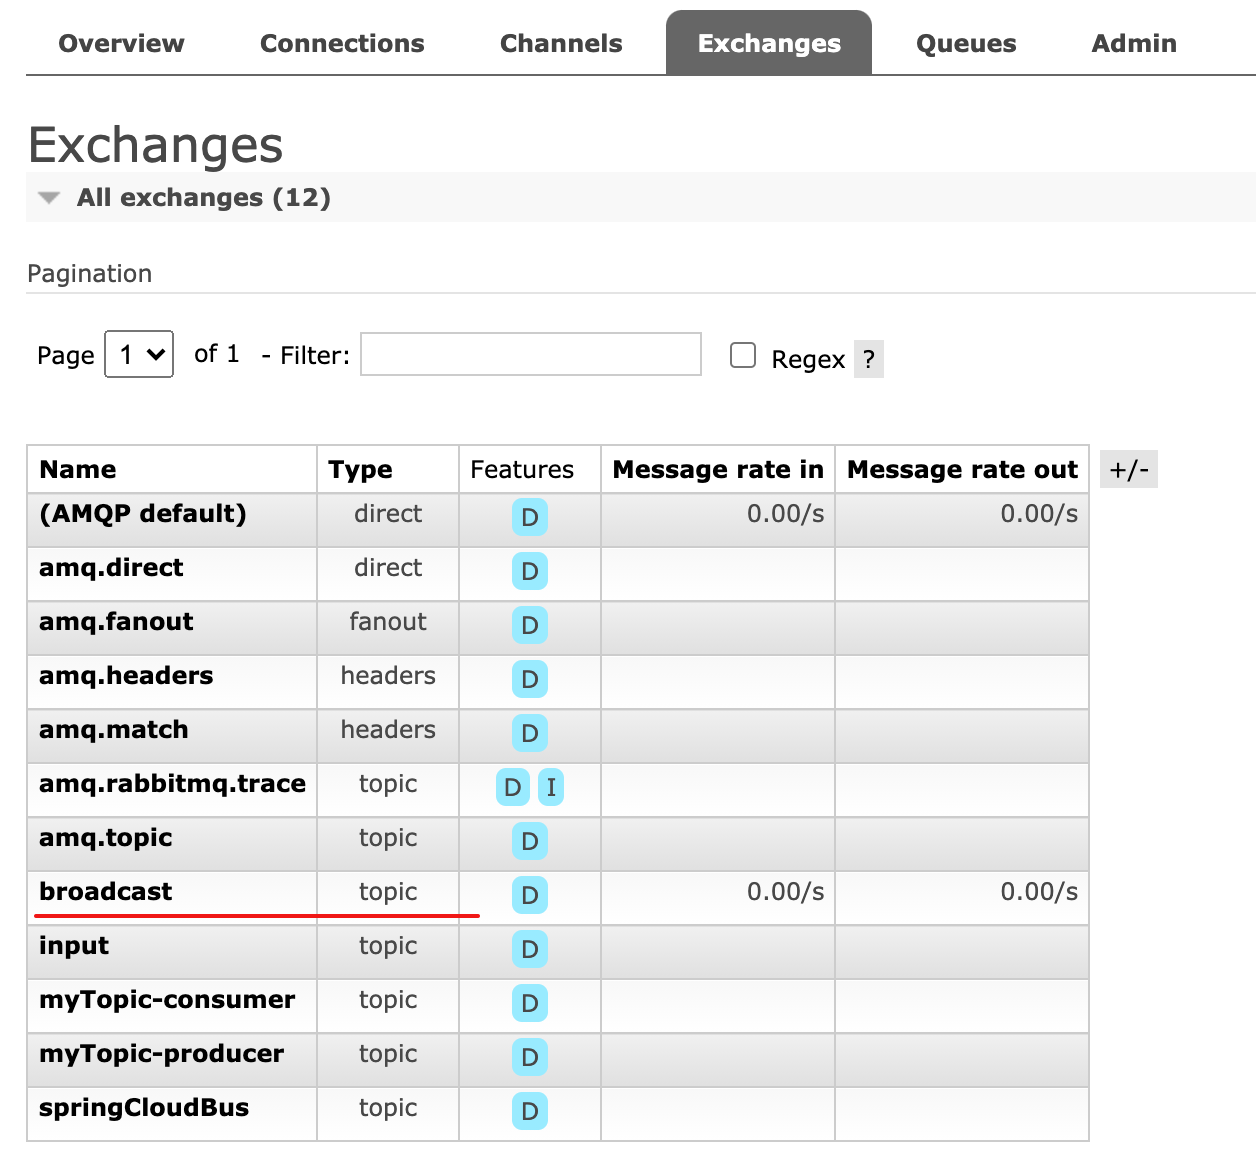 Overview Connections Channels Exchanges Queues Admin
Exchanges
All exchanges (12)
Pagination
Page 1 of 1 - Filter: Regex ?
Name Type Features Message rate in Message rate out +/-
(AMQP default) direct D 0.00/s 0.00/s
amq.direct direct D
amq.fanout fanout D
amq.headers headers D
amq.match headers D
amq.rabbitmq.trace topic D I
amq.topic topic D
broadcast topic D 0.00/s 0.00/s
input topic D
myTopic-consumer topic D
myTopic-producer topic D
springCloudBus topic D